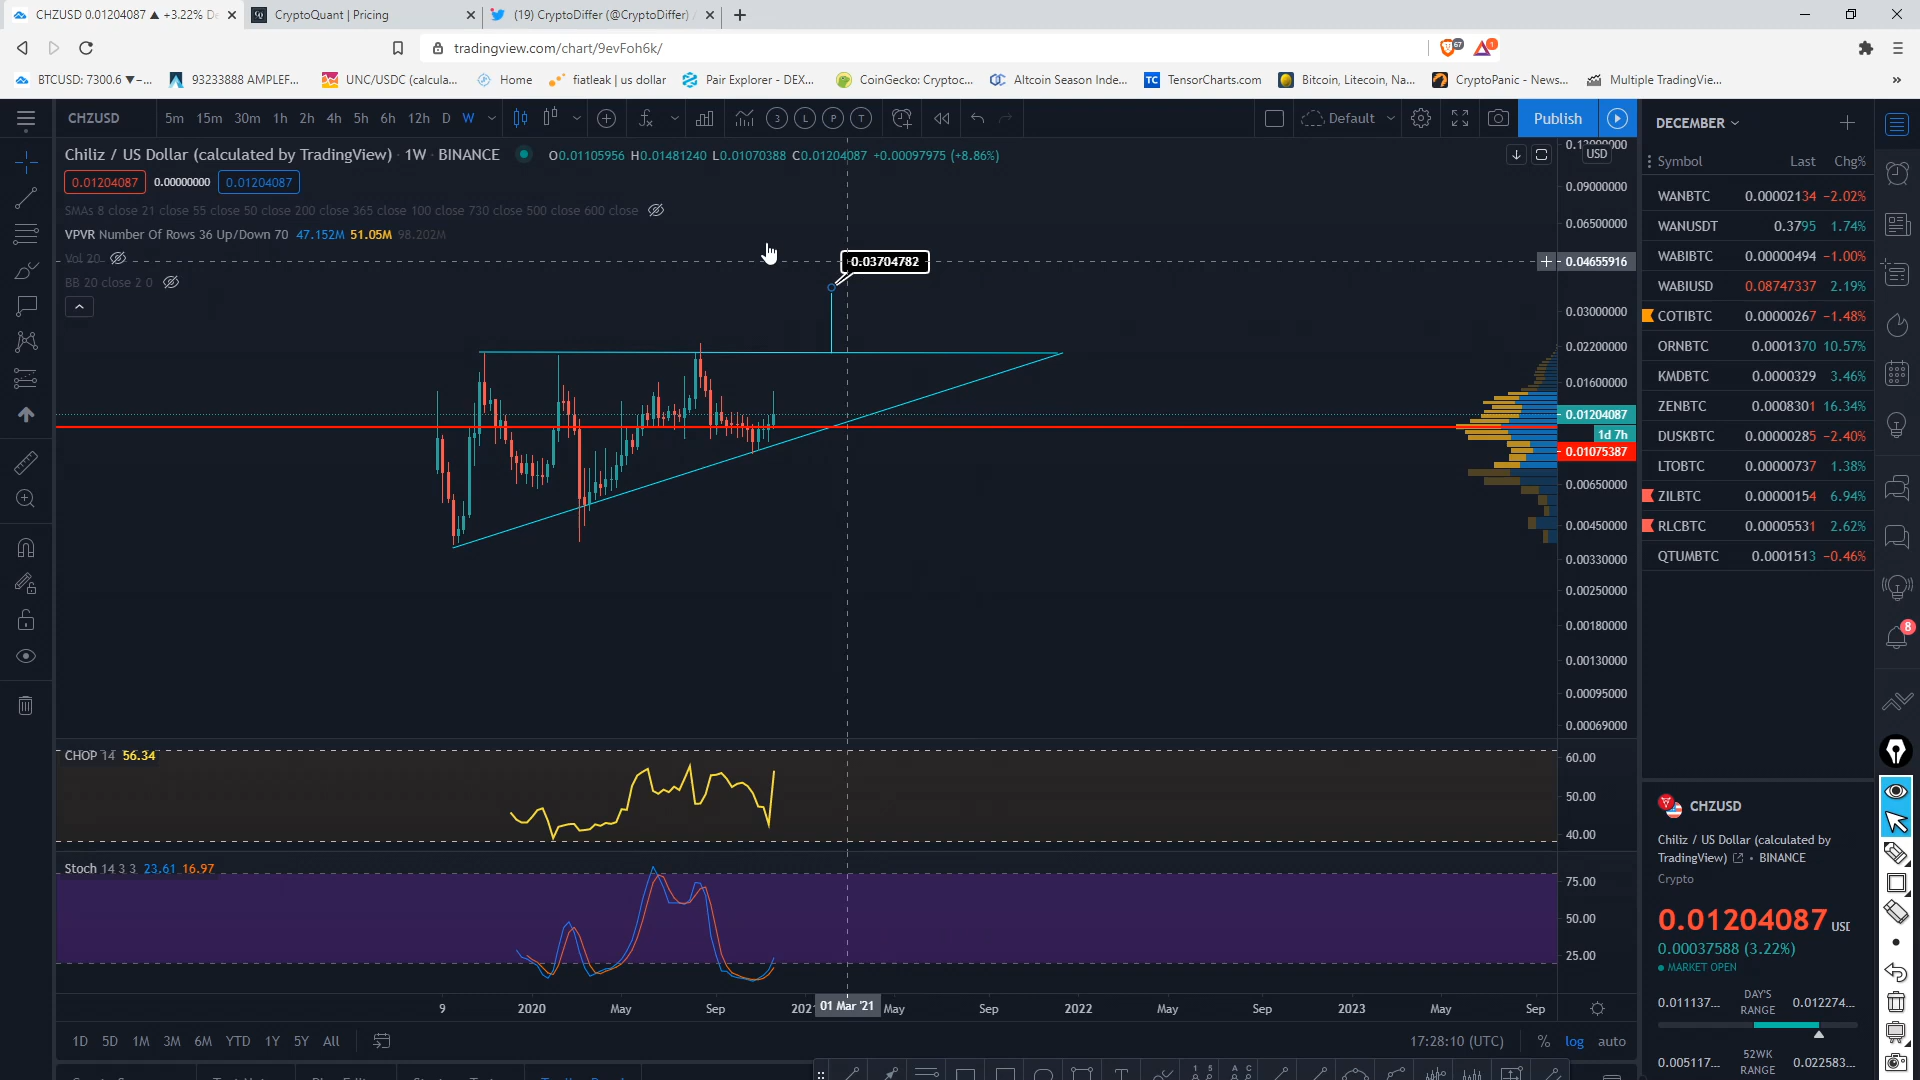 CHZUSD 0.01204087 ▲ +3.22% De
CryptoQuant | Pricing
(19) CryptoDiffer (@CryptoDiffer)
tradingview.com/chart/9evFoh6k/
67
1
BTCUSD: 7300.6 ▼−...
93233888 AMPLEF...
UNC/USDC (calcula...
Home
fiatleak | us dollar
Pair Explorer - DEX...
CoinGecko: Cryptoc...
Altcoin Season Inde...
TensorCharts.com
Bitcoin, Litecoin, Na...
CryptoPanic - News...
Multiple TradingVie...
CHZUSD 5m 15m 30m 1h 2h 4h 5h 6h 12h D W
3 L P T
Default
Publish
DECEMBER
Chiliz / US Dollar (calculated by TradingView) · 1W · BINANCE
O0.01105956 H0.01481240 L0.01070388 C0.01204087 +0.00097975 (+8.86%)
0.01204087 0.00000000 0.01204087
SMAs 8 close 21 close 55 close 50 close 200 close 365 close 100 close 730 close 500 close 600 close
VPVR Number Of Rows 36 Up/Down 70 47.152M 51.05M 98.202M
Vol 20
BB 20 close 2 0
0.03704782
USD
0.09000000
0.06500000
0.04655916
0.03000000
0.02200000
0.01600000
0.01204087
1d 7h
0.01075387
0.00650000
0.00450000
0.00330000
0.00250000
0.00180000
0.00130000
0.00095000
0.00069000
Symbol Last Chg%
WANBTC 0.00002134 −2.02%
WANUSDT 0.3795 1.74%
WABIBTC 0.00000494 −1.00%
WABIUSD 0.08747337 2.19%
COTIBTC 0.00000267 −1.48%
ORNBTC 0.0001370 10.57%
KMDBTC 0.0000329 3.46%
ZENBTC 0.0008301 16.34%
DUSKBTC 0.00000285 −2.40%
LTOBTC 0.00000737 1.38%
ZILBTC 0.00000154 6.94%
RLCBTC 0.00005531 2.62%
QTUMBTC 0.0001513 −0.46%
8
CHOP 14 56.34
60.00
50.00
40.00
Stoch 14 3 3 23.61 16.97
75.00
50.00
25.00
9 2020 May Sep 202 01 Mar '21 May Sep 2022 May Sep 2023 May Sep
1D 5D 1M 3M 6M YTD 1Y 5Y All
17:28:10 (UTC) % log auto
CHZUSD
Chiliz / US Dollar (calculated by
TradingView) • BINANCE
Crypto
0.01204087 USD
0.00037588 (3.22%)
MARKET OPEN
0.011137... DAY'S RANGE 0.012274...
0.005117... 52WK RANGE 0.022583...